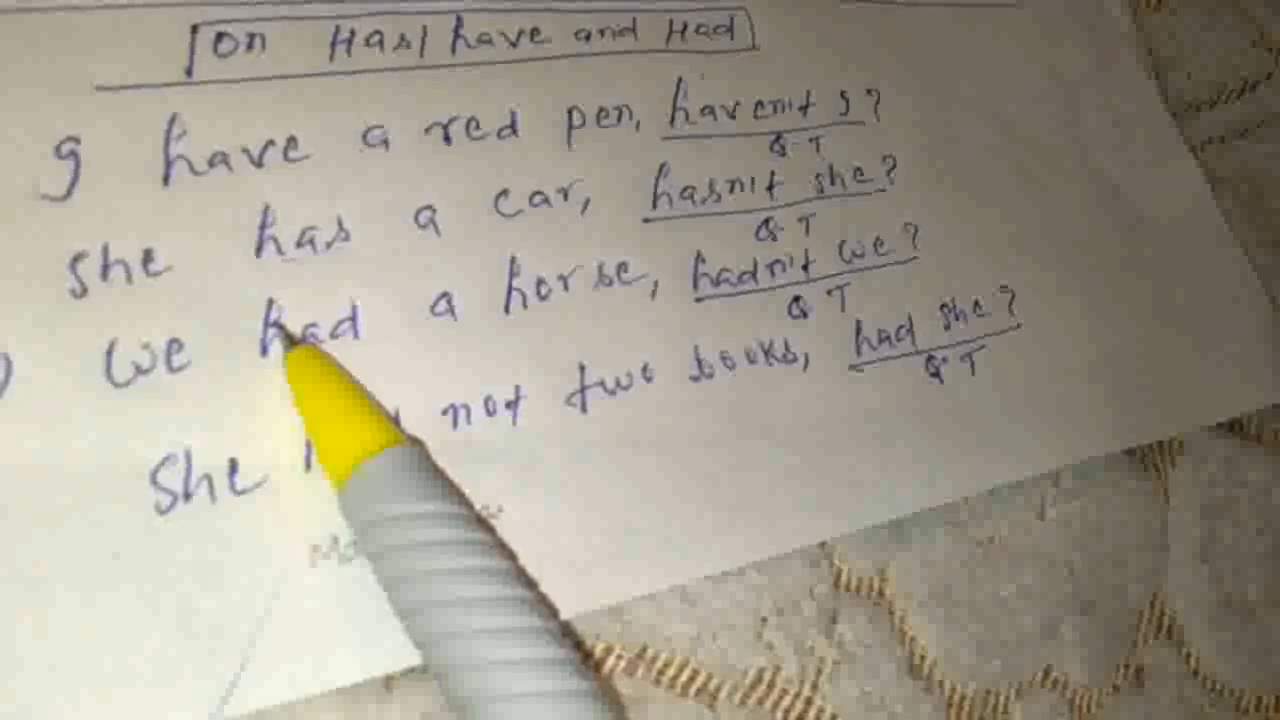 on Has/have and Had
I have a red pen, haven't I?
Q.T
She has a car, hasn't she?
Q.T
) We had a horse, hadn't we?
Q T
She not two books, had she?
Q.T